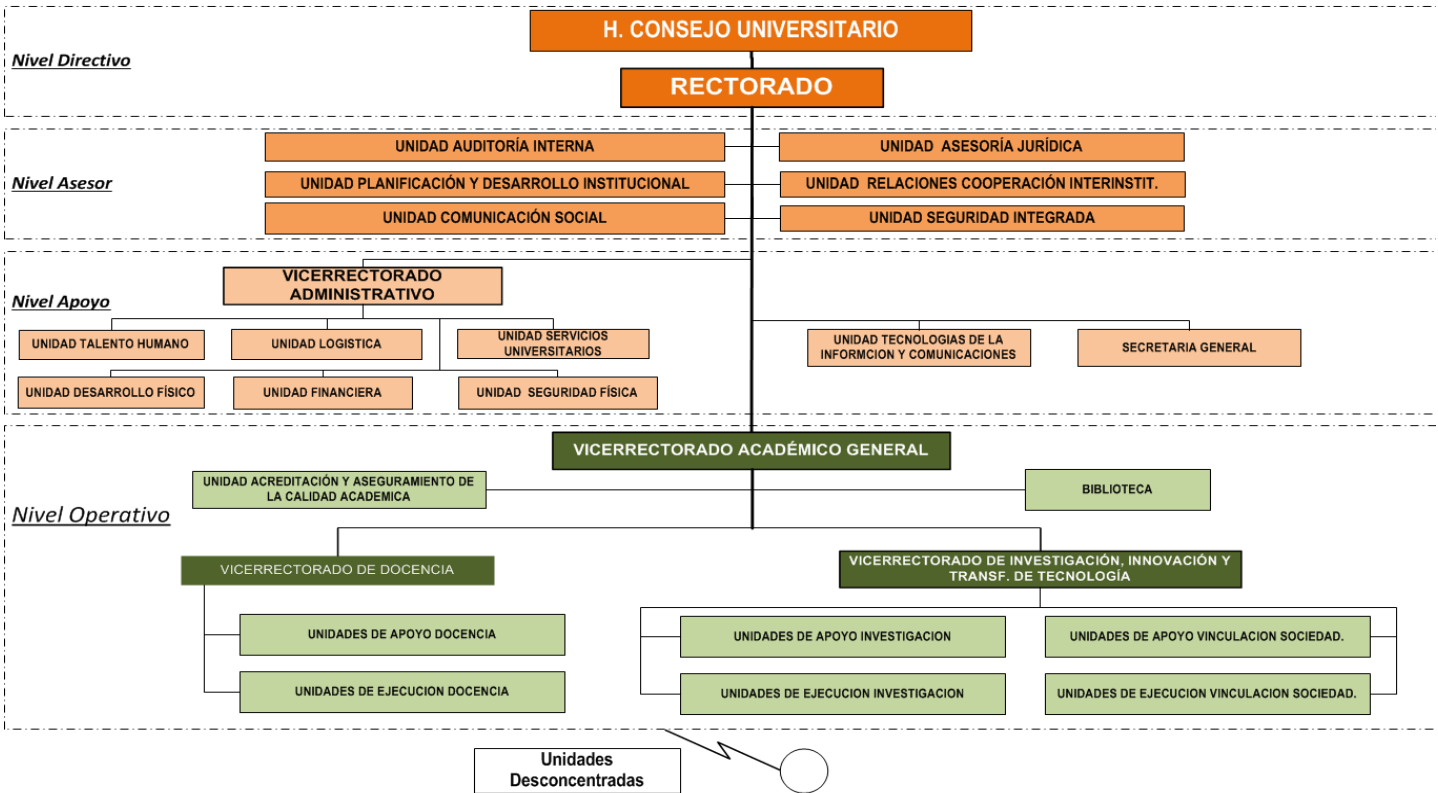 H. CONSEJO UNIVERSITARIO
Nivel Directivo
RECTORADO
UNIDAD AUDITORÍA INTERNA
UNIDAD ASESORÍA JURÍDICA
Nivel Asesor
UNIDAD PLANIFICACIÓN Y DESARROLLO INSTITUCIONAL
UNIDAD RELACIONES COOPERACIÓN INTERINSTIT.
UNIDAD COMUNICACIÓN SOCIAL
UNIDAD SEGURIDAD INTEGRADA
VICERRECTORADO
ADMINISTRATIVO
Nivel Apoyo
UNIDAD TALENTO HUMANO
UNIDAD LOGISTICA
UNIDAD SERVICIOS
UNIVERSITARIOS
UNIDAD TECNOLOGIAS DE LA
INFORMCION Y COMUNICACIONES
SECRETARIA GENERAL
UNIDAD DESARROLLO FÍSICO
UNIDAD FINANCIERA
UNIDAD SEGURIDAD FÍSICA
VICERRECTORADO ACADÉMICO GENERAL
UNIDAD ACREDITACIÓN Y ASEGURAMIENTO DE
LA CALIDAD ACADEMICA
BIBLIOTECA
Nivel Operativo
VICERRECTORADO DE DOCENCIA
VICERRECTORADO DE INVESTIGACIÓN, INNOVACIÓN Y
TRANSF. DE TECNOLOGÍA
UNIDADES DE APOYO DOCENCIA
UNIDADES DE APOYO INVESTIGACION
UNIDADES DE APOYO VINCULACION SOCIEDAD.
UNIDADES DE EJECUCION DOCENCIA
UNIDADES DE EJECUCION INVESTIGACION
UNIDADES DE EJECUCION VINCULACION SOCIEDAD.
Unidades
Desconcentradas